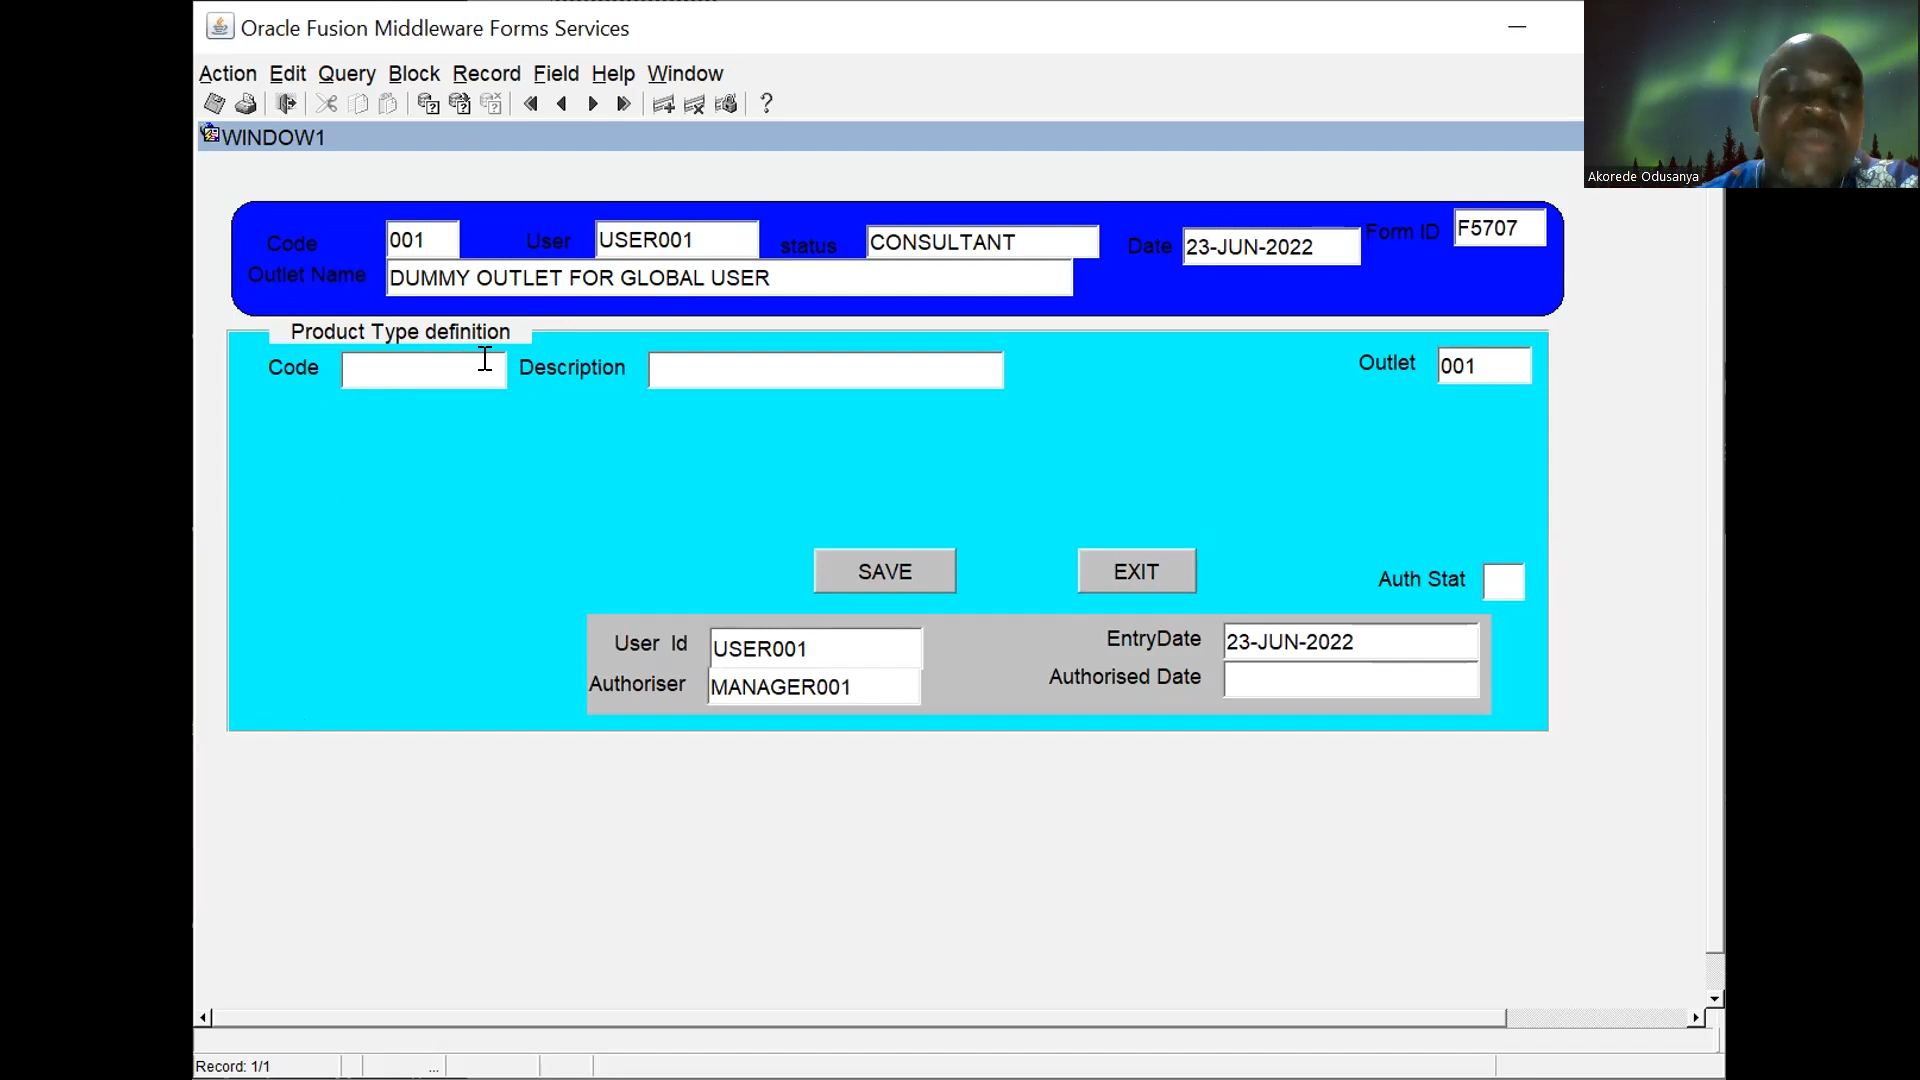 Oracle Fusion Middleware Forms Services
Action Edit Query Block Record Field Help Window
?
WINDOW1
Akorede Odusanya
Code 001 User USER001 status CONSULTANT Date 23-JUN-2022 Form ID F5707
Outlet Name DUMMY OUTLET FOR GLOBAL USER
Product Type definition
Code Description Outlet 001
SAVE EXIT Auth Stat
User Id USER001 EntryDate 23-JUN-2022
Authoriser MANAGER001 Authorised Date
Record: 1/1 ...